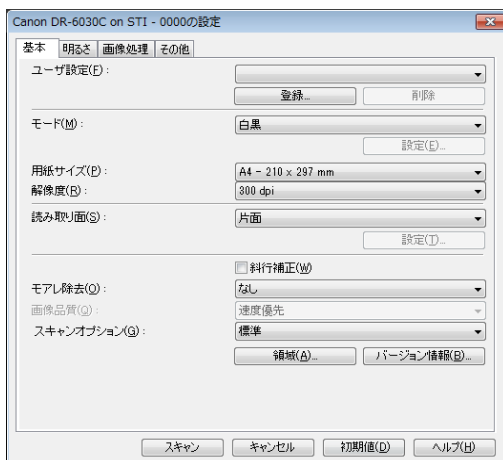 Canon DR-6030C on STI - 0000の設定
基本 明るさ 画像処理 その他
ユーザ設定(F):
登録... 削除
モード(M): 白黒
設定(E)...
用紙サイズ(P): A4 - 210 x 297 mm
解像度(R): 300 dpi
読み取り面(S): 片面
設定(T)...
斜行補正(W)
モアレ除去(O): なし
画像品質(Q): 速度優先
スキャンオプション(G): 標準
領域(A)... バージョン情報(B)...
スキャン キャンセル 初期値(D) ヘルプ(H)